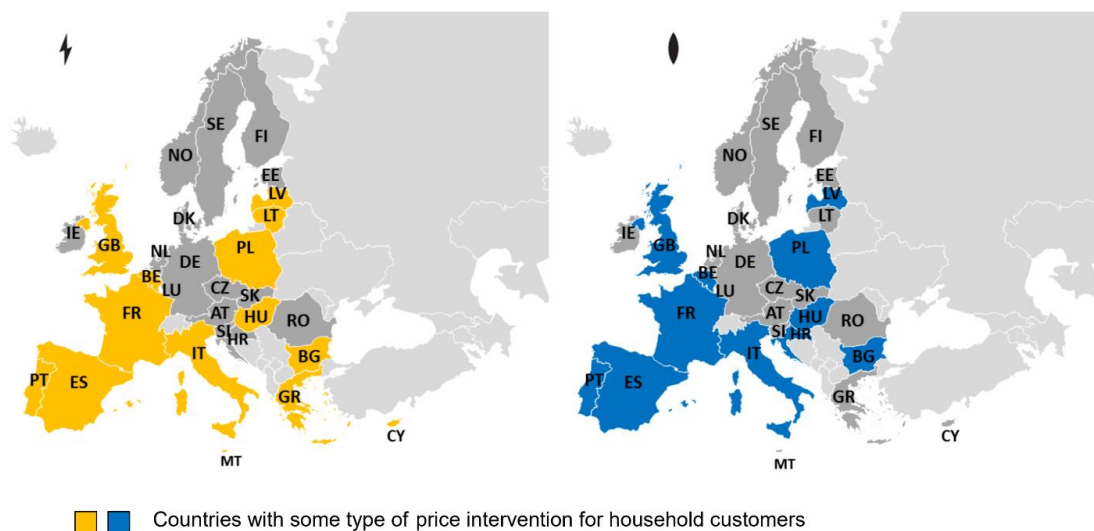 SE
FI
NO
EE
LV
DK
LT
IE
GB
NL
PL
BE
DE
LU
CZ
SK
FR
AT
HU
SI
RO
HR
IT
BG
PT
ES
GR
CY
MT
SE
FI
NO
EE
LV
DK
LT
IE
GB
NL
PL
BE
DE
LU
CZ
SK
FR
AT
HU
SI
RO
HR
IT
BG
PT
ES
GR
CY
MT
Countries with some type of price intervention for household customers